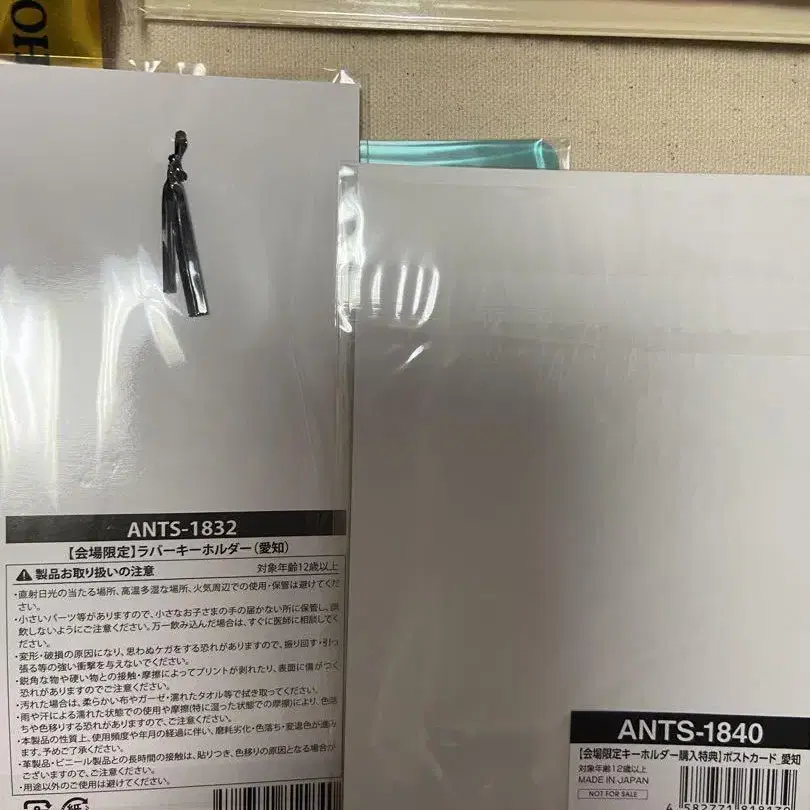 OH
ANTS-1832
【会場限定】ラバーキーホルダー(愛知)
⚠製品お取り扱いの注意 対象年齢12歳以上
・直射日光の当たる場所、高温多湿な場所、火気周辺での使用・保管は避けてくだ
さい。
・小さいパーツ等がありますので、小さなお子さまの手の届かない所に保管し、誤
飲しないようにご注意ください。万一飲み込んだ場合は、すぐに医師に相談してく
ださい。
・変形・破損の原因になり、思わぬケガをする恐れがありますので、振り回す・引っ
張る等の強い衝撃を与えないでください。
・鋭角な物や硬い物との接触・摩擦によってプリントが剥れたり、表面に傷がつく
恐れがありますのでご注意ください。
・汚れた場合は、柔らかい布やガーゼ・濡れたタオル等で拭き取ってください。
・雨や汗による濡れた状態での使用や摩擦(特に湿った状態での摩擦)により、色落
ちや色移りする恐れがありますので、ご注意ください。
・本製品の性質上、使用頻度や年月の経過に伴い、磨耗劣化・色落ち・変退色が進み
ます。予めご了承ください。
・革製品・ビニール製品との長時間の接触は、貼りつき、色移りの原因となる場合が
ございますので、ご注意ください。
・用途以外のご使用は避けてください。
紙
ANTS-1840
【会場限定キーホルダー購入特典】ポストカード_愛知
対象年齢12歳以上
MADE IN JAPAN
NOT FOR SALE